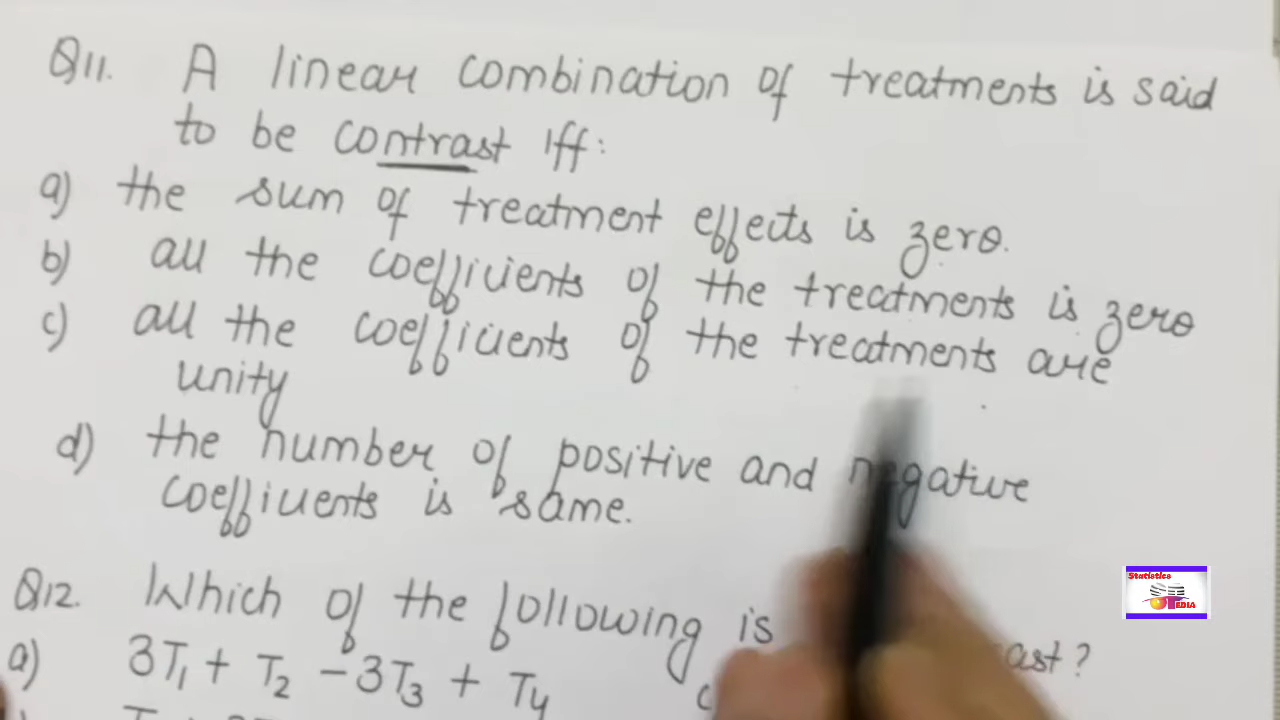 Q11. A linear combination of treatments is said
to be contrast Iff:
a) the sum of treatment effects is zero.
b) all the coefficients of the treatments is zero
c) all the coefficients of the treatments are
unity
d) the number of positive and negative
coefficients is same.
Statistics
PEDIA
Q12. Which of the following is
a) 3T1 + T2 - 3T3 + T4